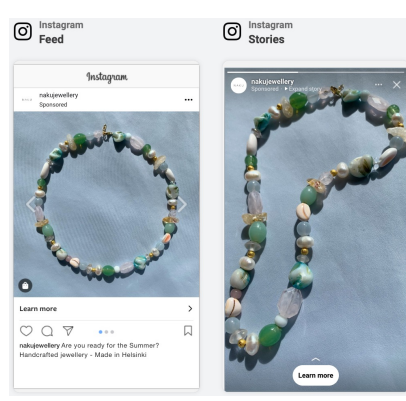 Instagram
Feed
Instagram
nakujewellery
Sponsored
Learn more
nakujewellery Are you ready for the Summer?
Handcrafted jewellery - Made in Helsinki
Instagram
Stories
nakujewellery
Sponsored · Expand story
Learn more